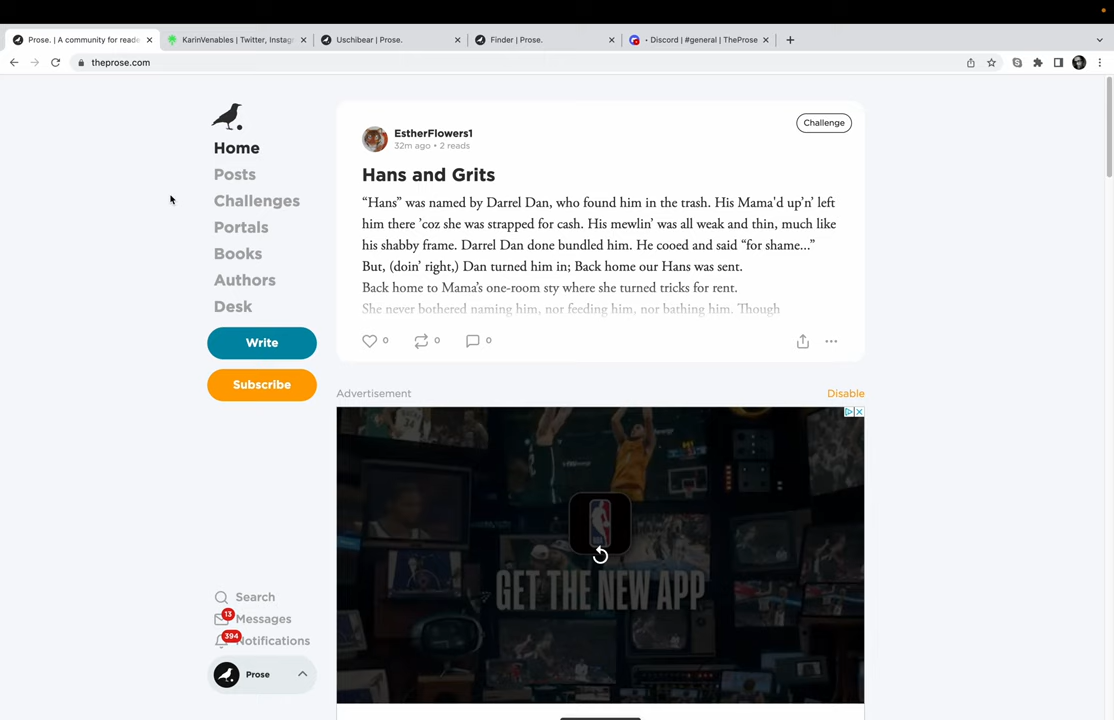 Prose. | A community for reade
KarinVenables | Twitter, Instag
Uschibear | Prose.
Finder | Prose.
• Discord | #general | TheProse
theprose.com
Home
Posts
Challenges
Portals
Books
Authors
Desk
Write
Subscribe
Search
13
Messages
394
Notifications
Prose
EstherFlowers1
32m ago • 2 reads
Challenge
Hans and Grits
“Hans” was named by Darrel Dan, who found him in the trash. His Mama'd up’n’ left
him there ’coz she was strapped for cash. His mewlin’ was all weak and thin, much like
his shabby frame. Darrel Dan done bundled him. He cooed and said “for shame...”
But, (doin’ right,) Dan turned him in; Back home our Hans was sent.
Back home to Mama’s one-room sty where she turned tricks for rent.
She never bothered naming him, nor feeding him, nor bathing him. Though
0
0
0
Advertisement
Disable
GET THE NEW APP